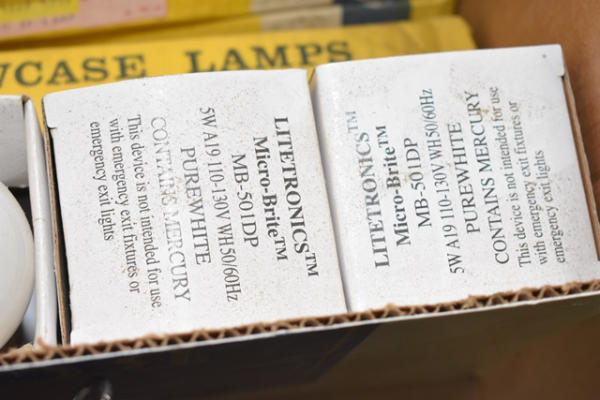 WCASE LAMPS
LITETRONICS™
Micro-Brite™
MB-501DP
5W A19 110-130V WH50/60Hz
PUREWHITE
CONTAINS MERCURY
This device is not intended for use
with emergency exit fixtures or
emergency exit lights
LITETRONICS™
Micro-Brite™
MB-501DP
5W A19 110-130V WH50/60Hz
PUREWHITE
CONTAINS MERCURY
This device is not intended for use
with emergency exit fixtures or
emergency exit lights